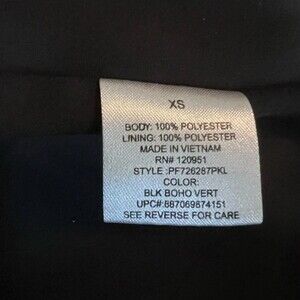 XS
BODY: 100% POLYESTER
LINING: 100% POLYESTER
MADE IN VIETNAM
RN# 120951
STYLE :PF726287PKL
COLOR:
BLK BOHO VERT
UPC#:687069874151
SEE REVERSE FOR CARE